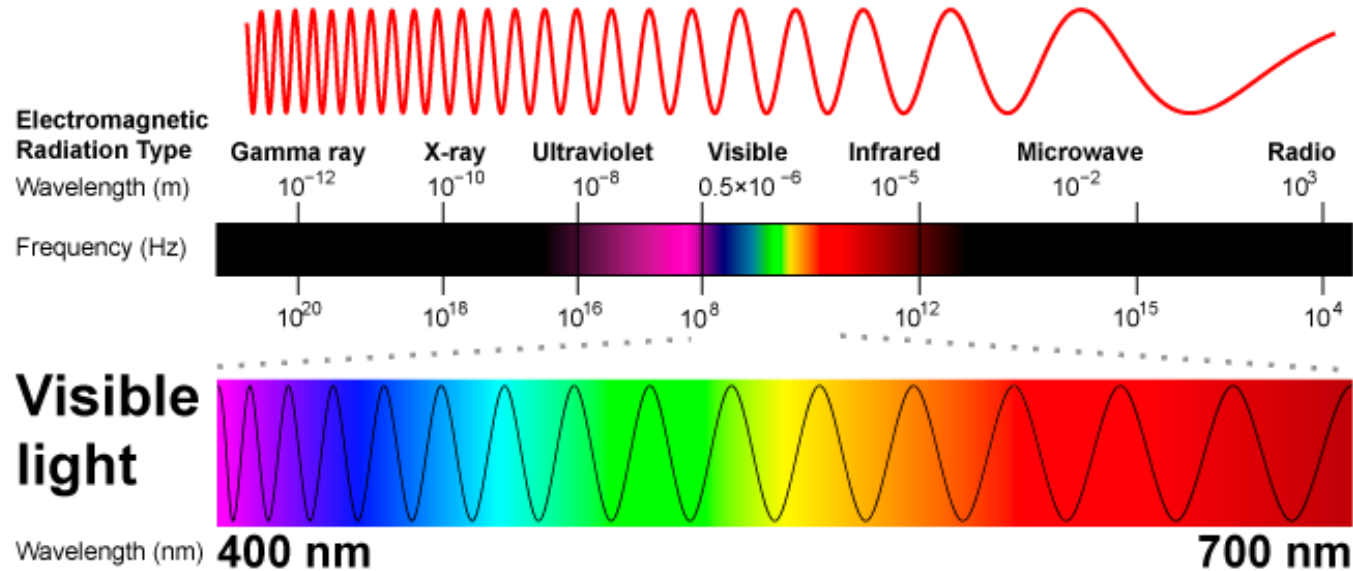 Electromagnetic
Radiation Type Gamma ray X-ray Ultraviolet Visible Infrared Microwave Radio
Wavelength (m) 10⁻¹² 10⁻¹⁰ 10⁻⁸ 0.5×10⁻⁶ 10⁻⁵ 10⁻² 10³
Frequency (Hz)
10²⁰ 10¹⁸ 10¹⁶ 10⁸ 10¹² 10¹⁵ 10⁴
Visible
light
Wavelength (nm) 400 nm 700 nm